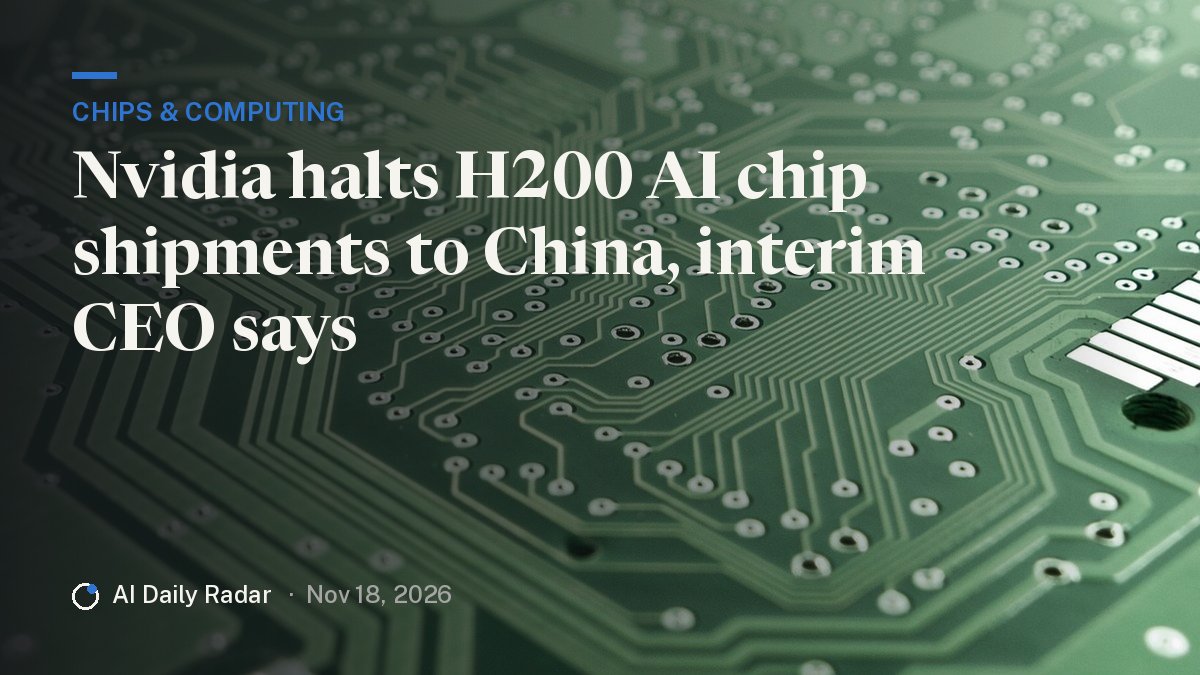 CHIPS & COMPUTING
Nvidia halts H200 AI chip
shipments to China, interim
CEO says
AI Daily Radar · Nov 18, 2026